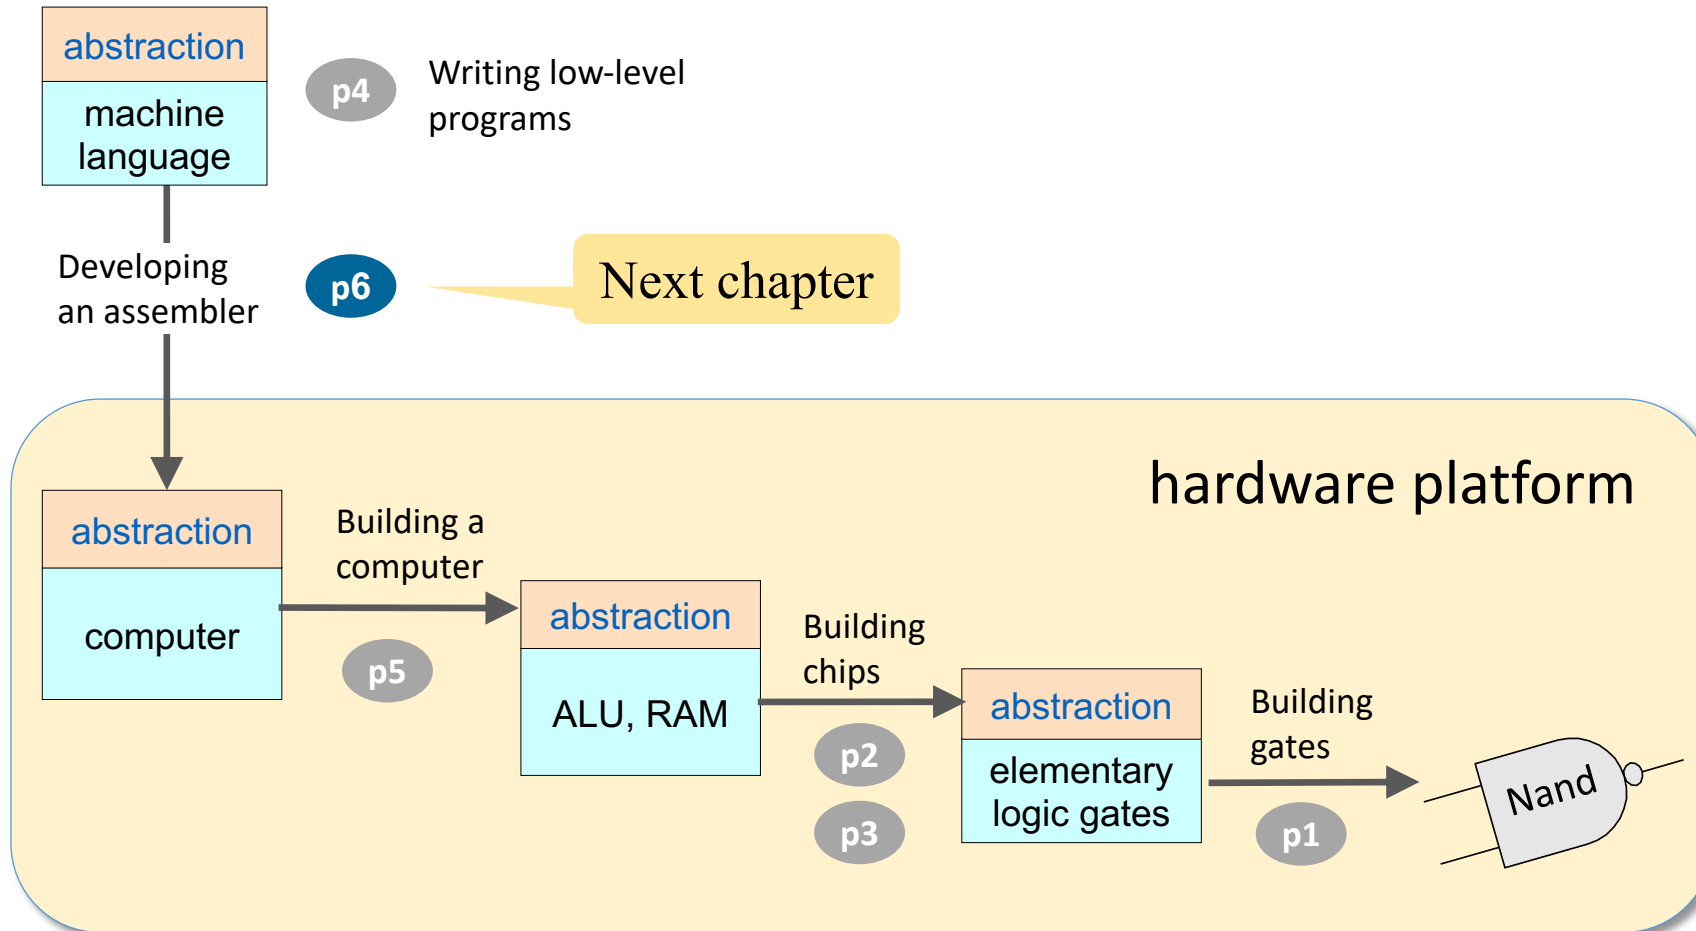 abstraction
machine
language
p4
Writing low-level
programs
Developing
an assembler
p6
Next chapter
hardware platform
abstraction
computer
Building a
computer
p5
abstraction
ALU, RAM
Building
chips
p2
p3
abstraction
elementary
logic gates
Building
gates
p1
Nand